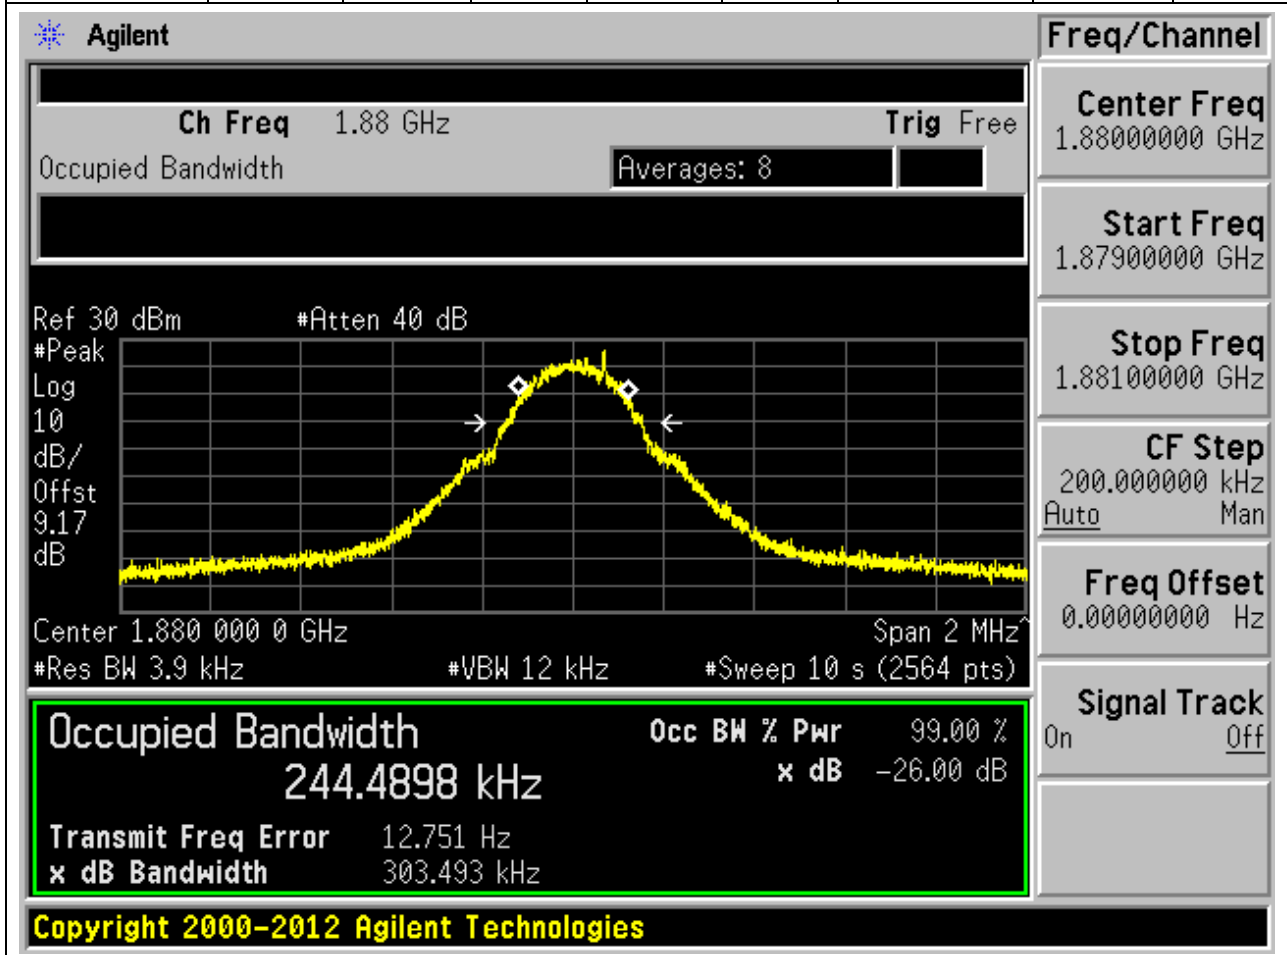 Agilent
Freq/Channel
Ch Freq 1.88 GHz Trig Free
Occupied Bandwidth Averages: 8
Center Freq
1.88000000 GHz
Start Freq
1.87900000 GHz
Stop Freq
1.88100000 GHz
CF Step
200.000000 kHz
Auto Man
Freq Offset
0.00000000 Hz
Signal Track
On Off
Ref 30 dBm #Atten 40 dB
#Peak
Log
10
dB/
Offst
9.17
dB
Center 1.880 000 0 GHz Span 2 MHz^
#Res BW 3.9 kHz #VBW 12 kHz #Sweep 10 s (2564 pts)
Occupied Bandwidth Occ BW % Pwr 99.00 %
244.4898 kHz x dB -26.00 dB
Transmit Freq Error 12.751 Hz
x dB Bandwidth 303.493 kHz
Copyright 2000-2012 Agilent Technologies